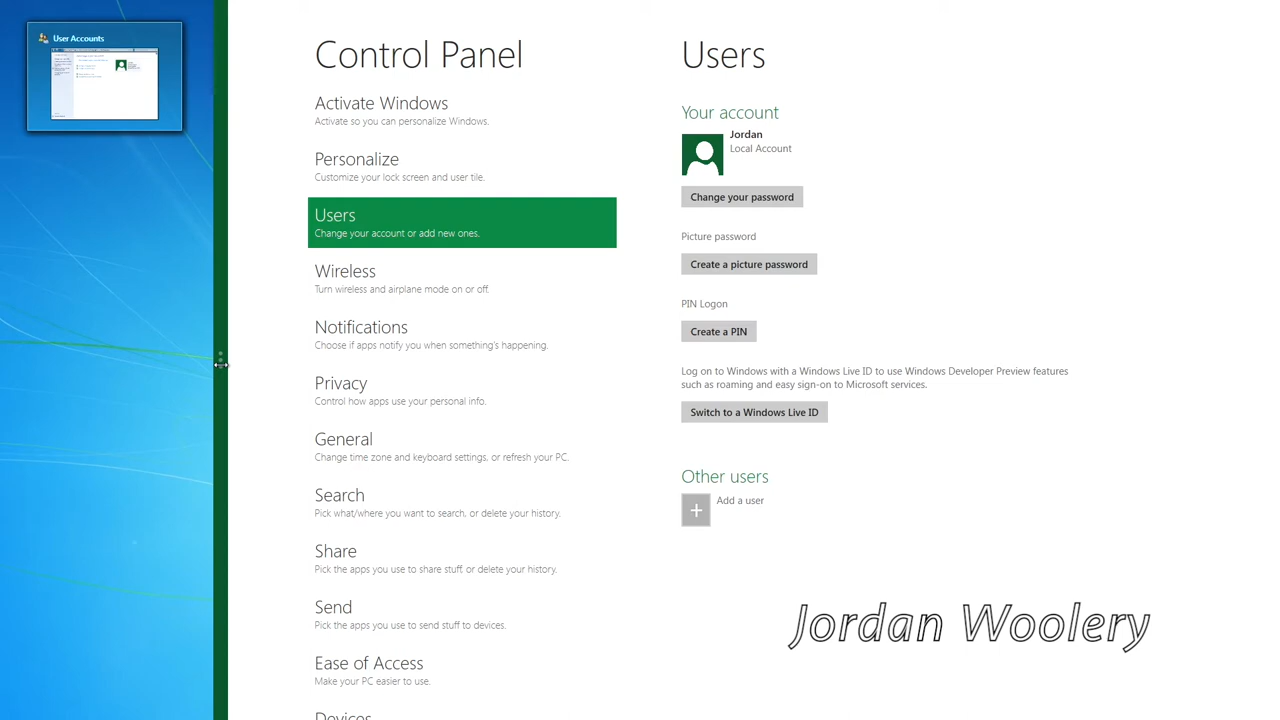 User Accounts
Control Panel
Activate Windows
Activate so you can personalize Windows.
Personalize
Customize your lock screen and user tile.
Users
Change your account or add new ones.
Wireless
Turn wireless and airplane mode on or off.
Notifications
Choose if apps notify you when something's happening.
Privacy
Control how apps use your personal info.
General
Change time zone and keyboard settings, or refresh your PC.
Search
Pick what/where you want to search, or delete your history.
Share
Pick the apps you use to share stuff, or delete your history.
Send
Pick the apps you use to send stuff to devices.
Ease of Access
Make your PC easier to use.
Devices
Users
Your account
Jordan
Local Account
Change your password
Picture password
Create a picture password
PIN Logon
Create a PIN
Log on to Windows with a Windows Live ID to use Windows Developer Preview features
such as roaming and easy sign-on to Microsoft services.
Switch to a Windows Live ID
Other users
Add a user
Jordan Woolery